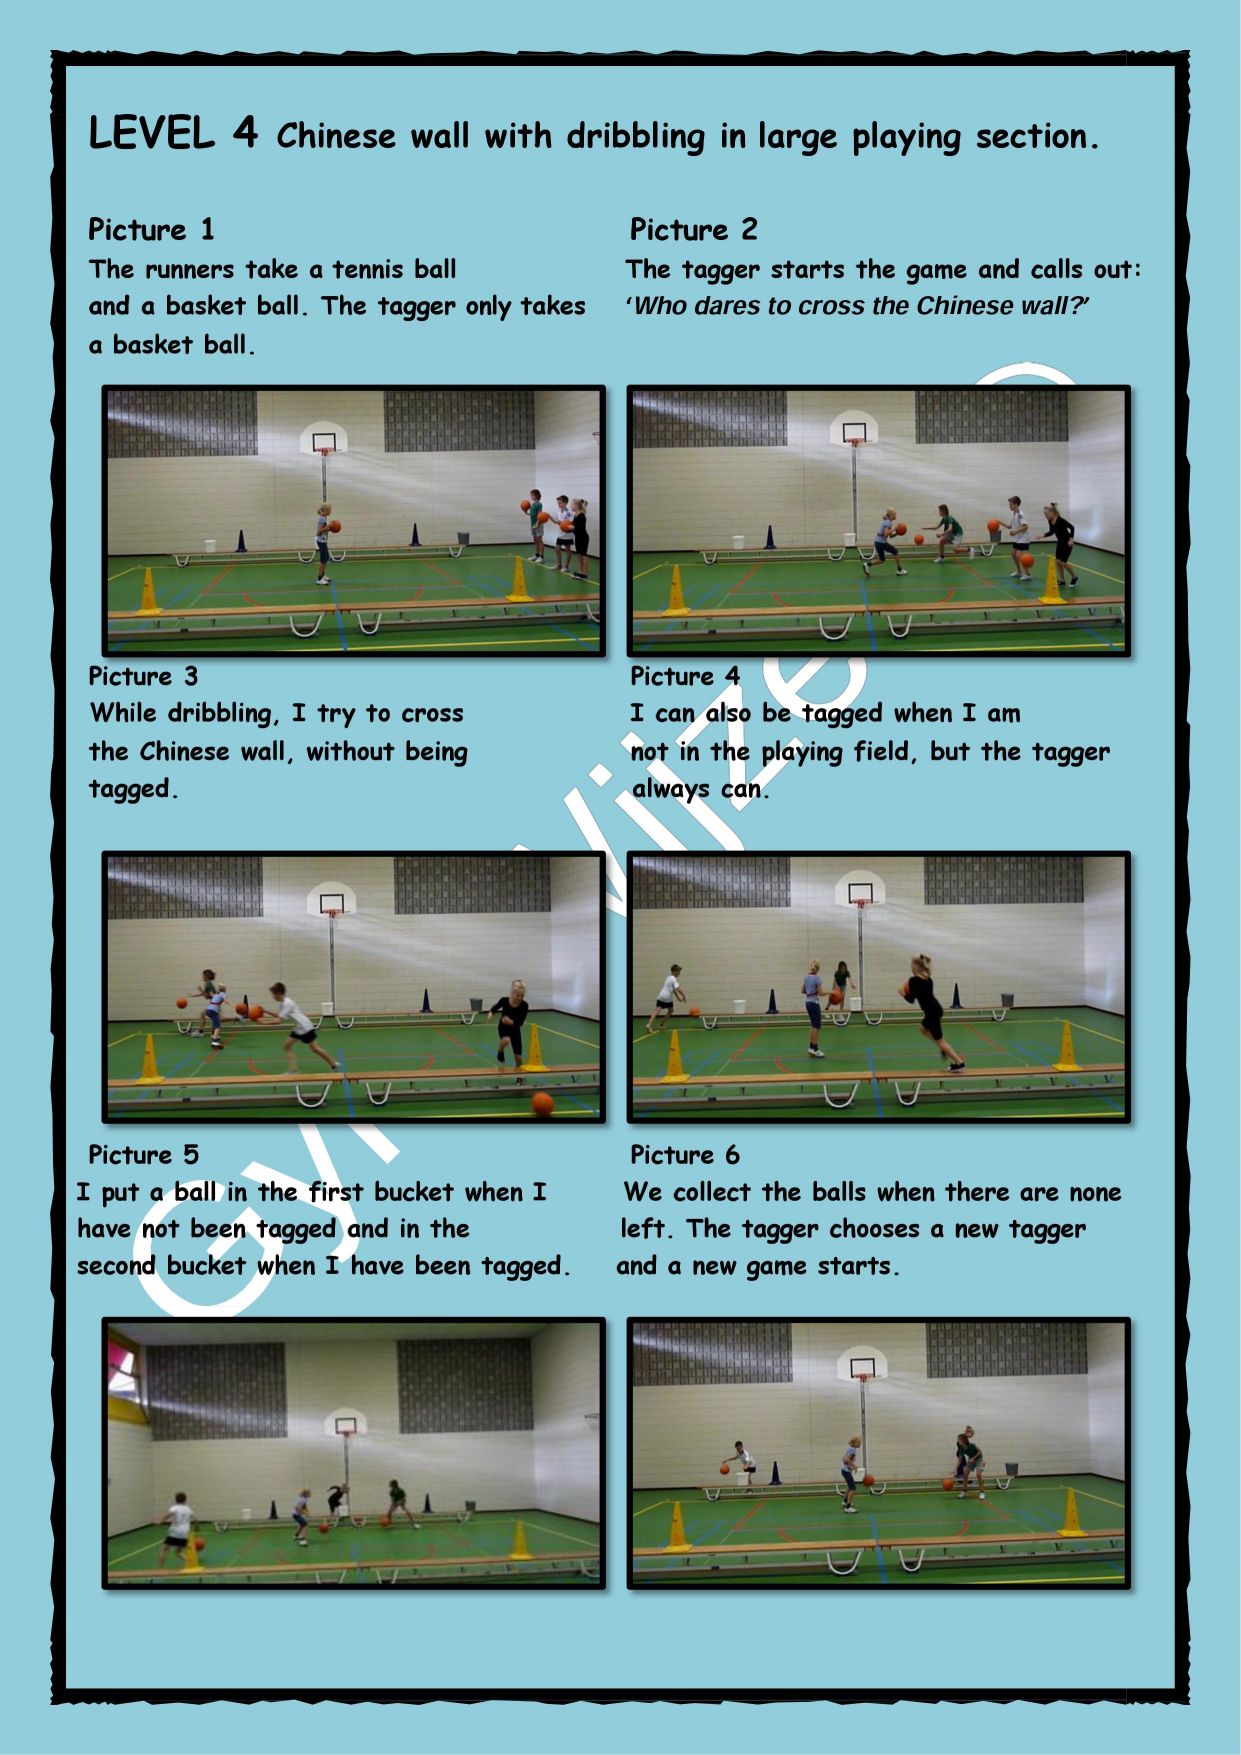 LEVEL 4 Chinese wall with dribbling in large playing section.
Picture 1
The runners take a tennis ball
and a basket ball. The tagger only takes
a basket ball.
Picture 2
The tagger starts the game and calls out:
‘Who dares to cross the Chinese wall?’
Picture 3
While dribbling, I try to cross
the Chinese wall, without being
tagged.
Picture 4
I can also be tagged when I am
not in the playing field, but the tagger
always can.
Picture 5
I put a ball in the first bucket when I
have not been tagged and in the
second bucket when I have been tagged.
Picture 6
We collect the balls when there are none
left. The tagger chooses a new tagger
and a new game starts.